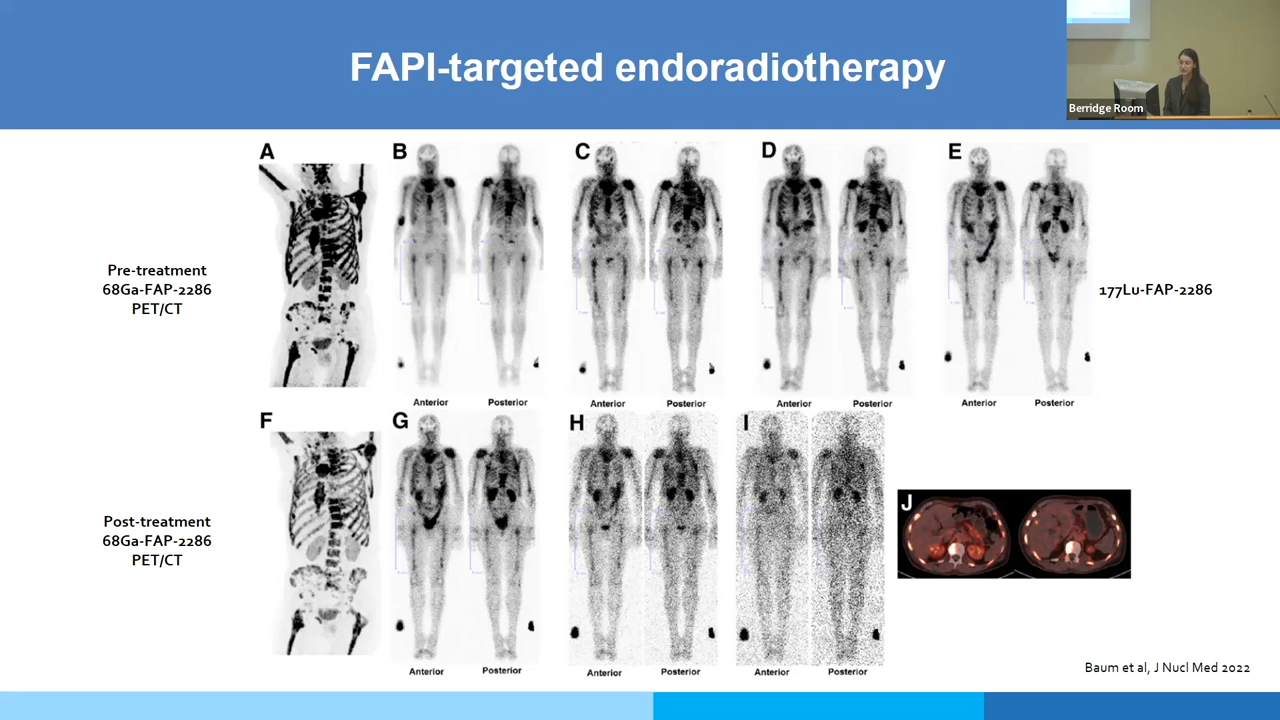 FAPI-targeted endoradiotherapy
Berridge Room
A
B
C
D
E
Pre-treatment
68Ga-FAP-2286
PET/CT
177Lu-FAP-2286
Anterior
Posterior
Anterior
Posterior
Anterior
Posterior
Anterior
Posterior
F
G
H
I
J
Post-treatment
68Ga-FAP-2286
PET/CT
Anterior
Posterior
Anterior
Posterior
Anterior
Posterior
Baum et al, J Nucl Med 2022